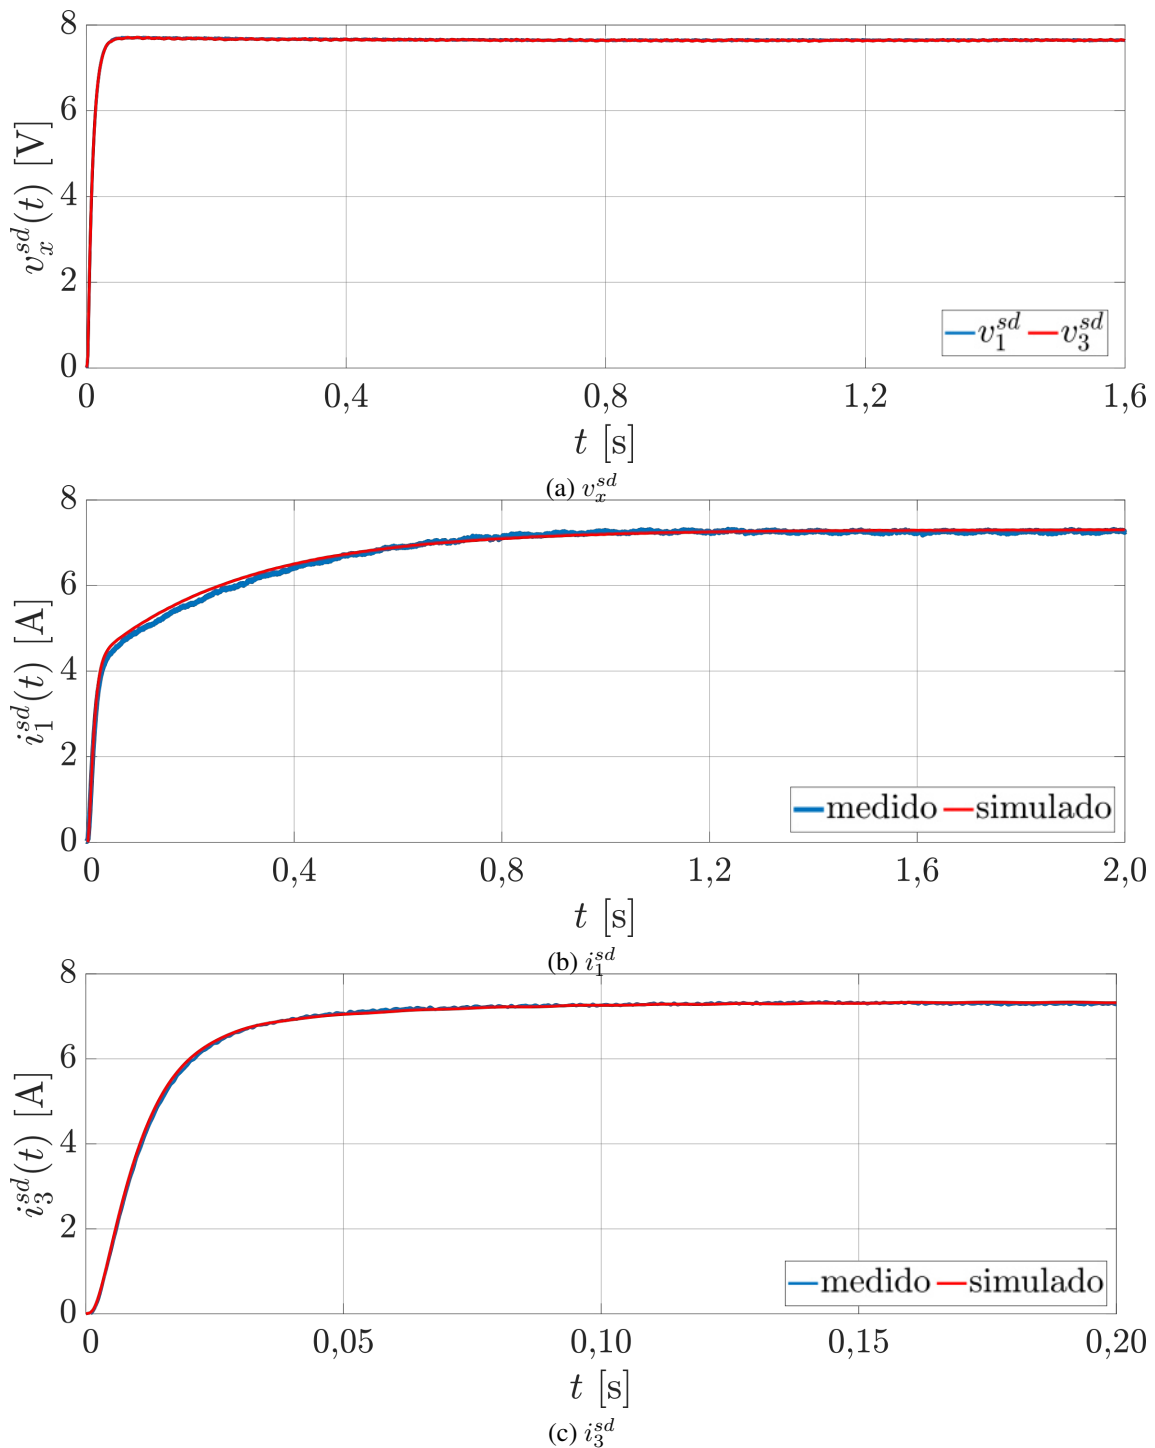 8
6
4
2
0
v_x^{sd}(t) [V]
v_1^{sd} v_3^{sd}
0 0,4 0,8 1,2 1,6
t [s]
(a) v_x^{sd}
8
6
4
2
0
i_1^{sd}(t) [A]
medido simulado
0 0,4 0,8 1,2 1,6 2,0
t [s]
(b) i_1^{sd}
8
6
4
2
0
i_3^{sd}(t) [A]
medido simulado
0 0,05 0,10 0,15 0,20
t [s]
(c) i_3^{sd}